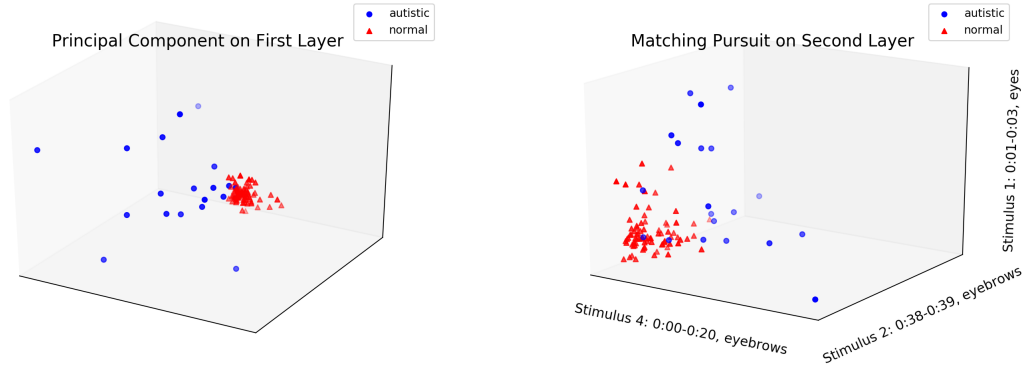 autistic
normal
Principal Component on First Layer
autistic
normal
Matching Pursuit on Second Layer
Stimulus 1: 0:01-0:03, eyes
Stimulus 4: 0:00-0:20, eyebrows
Stimulus 2: 0:38-0:39, eyebrows